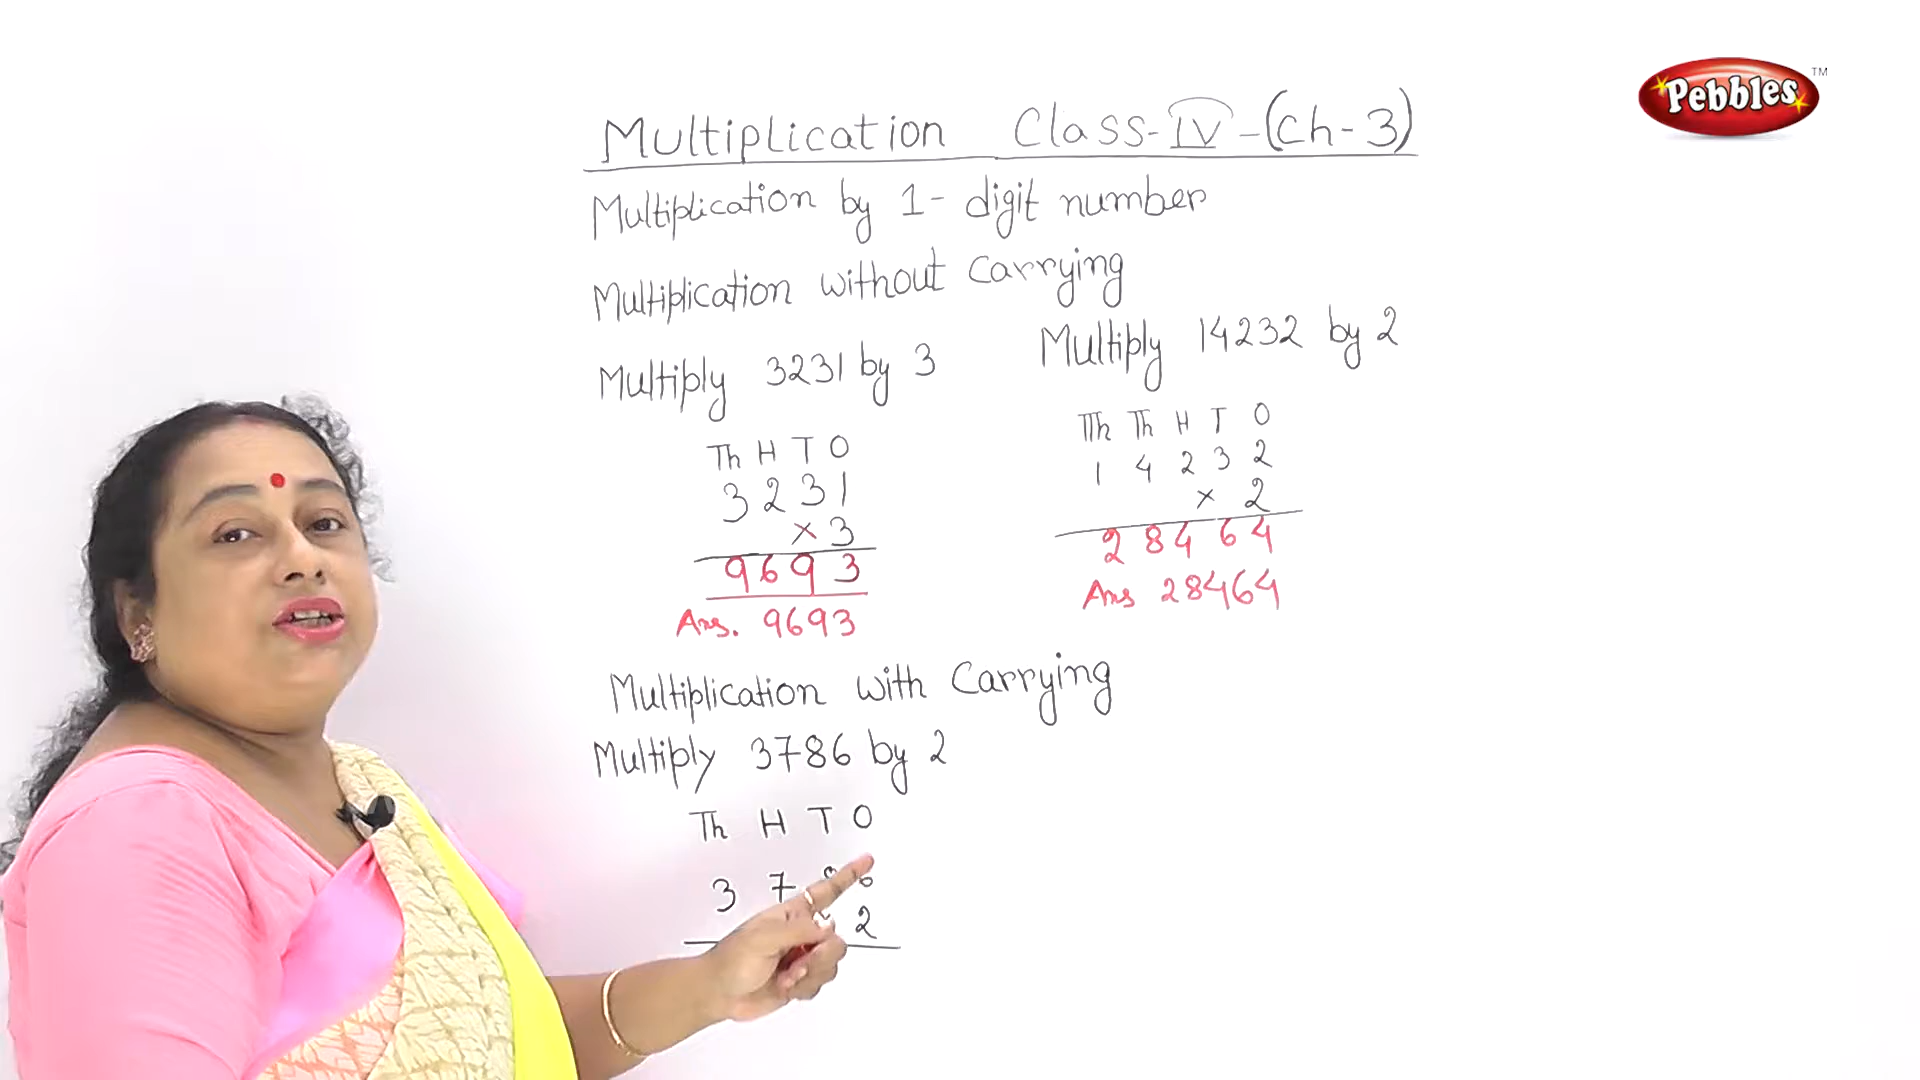 Pebbles TM
Multiplication Class-IV-(Ch-3)
Multiplication by 1-digit number
Multiplication without Carrying
Multiply 3231 by 3
Th H T O
3 2 3 1
× 3
9 6 9 3
Ans. 9693
Multiply 14232 by 2
TTh Th H T O
1 4 2 3 2
× 2
2 8 4 6 4
Ans 28464
Multiplication with Carrying
Multiply 3786 by 2
Th H T O
3 7
2